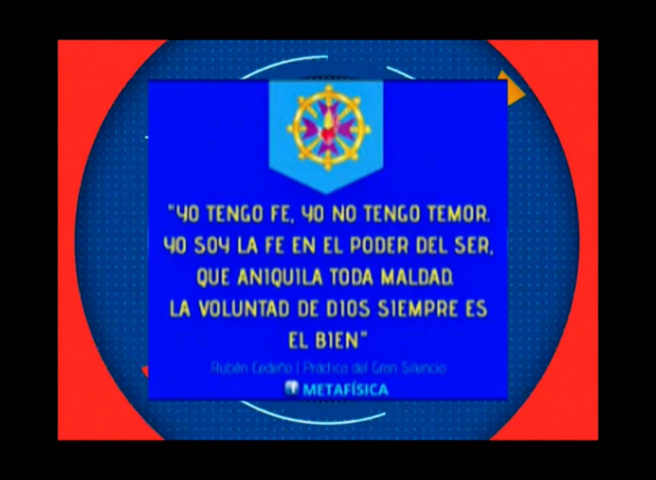 "YO TENGO FE, YO NO TENGO TEMOR.
YO SOY LA FE EN EL PODER DEL SER,
QUE ANIQUILA TODA MALDAD.
LA VOLUNTAD DE DIOS SIEMPRE ES
EL BIEN"
Rubén Cedeño | Práctica del Gran Silencio
METAFÍSICA